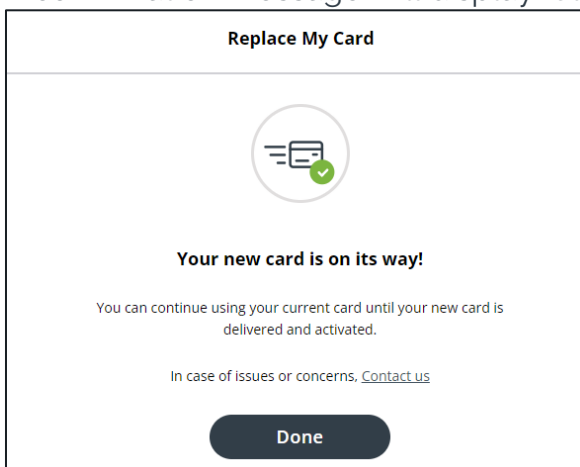 Replace My Card
Your new card is on its way!
You can continue using your current card until your new card is
delivered and activated.
In case of issues or concerns, Contact us
Done